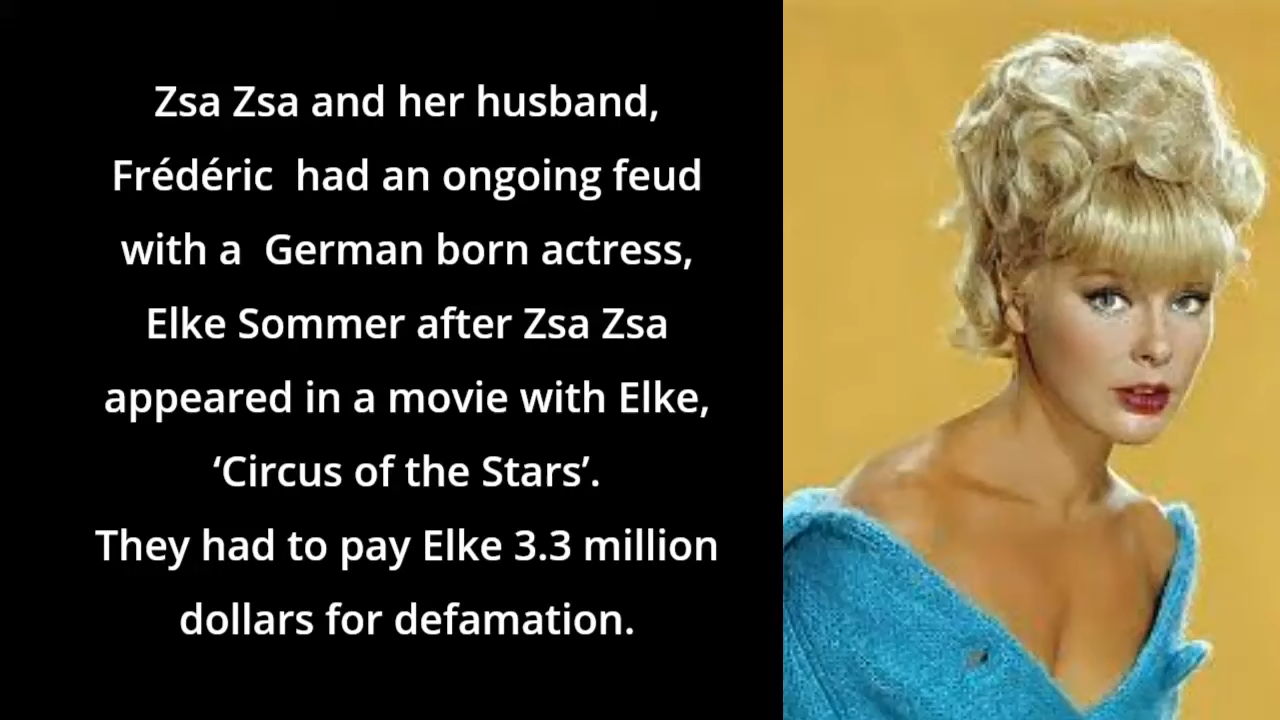 Zsa Zsa and her husband,
Frédéric  had an ongoing feud
with a  German born actress,
Elke Sommer after Zsa Zsa
appeared in a movie with Elke,
‘Circus of the Stars’.
They had to pay Elke 3.3 million
dollars for defamation.